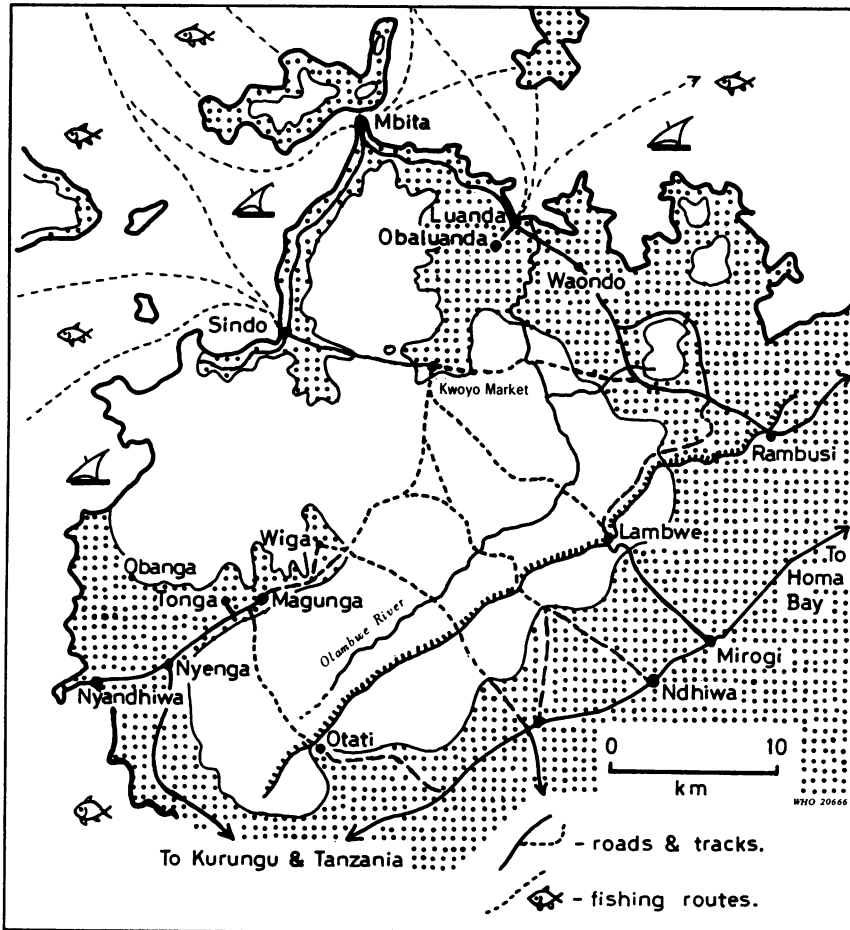 Mbita
Luanda
Obaluanda
Waondo
Sindo
Kwoyo Market
Rambusi
Lambwe
Wiga
To
Homa
Bay
Obanga
Tonga
Magunga
Olambwe River
Mirogi
Nyenga
Ndhiwa
Nyandhiwa
Otati
0 10
km
WHO 20666
To Kurungu & Tanzania
- roads & tracks.
- fishing routes.